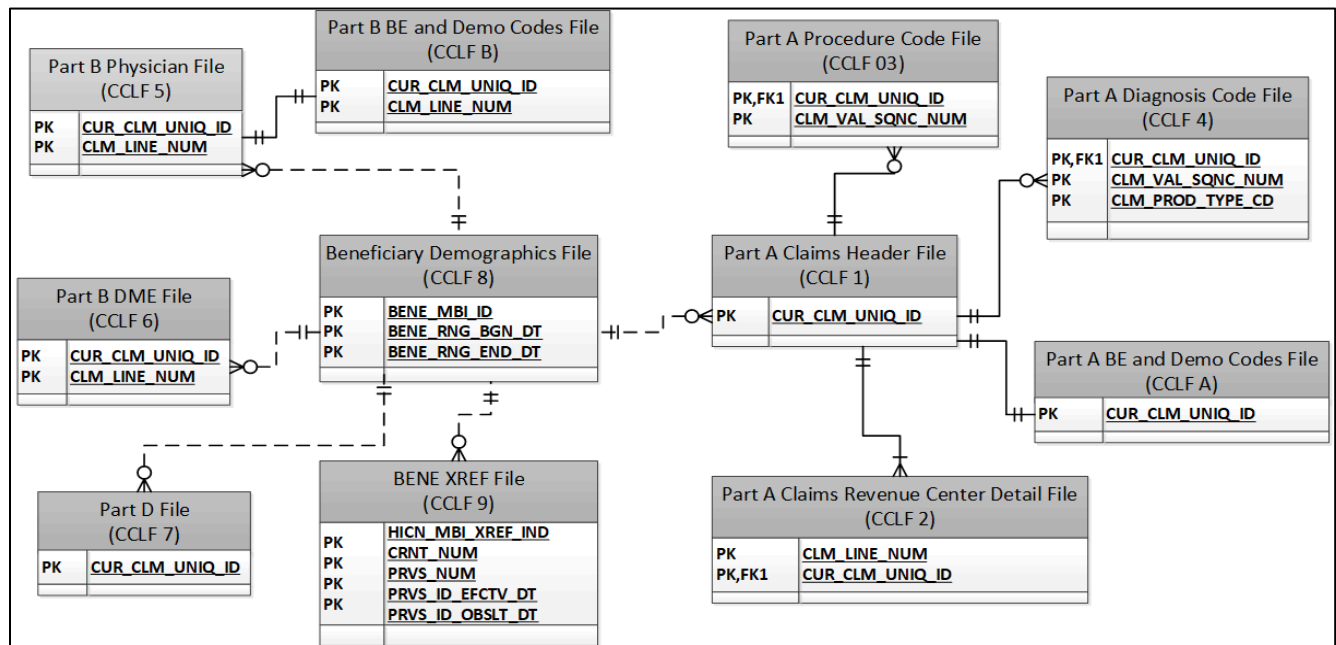 Part B Physician File
(CCLF 5)
PK CUR_CLM_UNIQ_ID
PK CLM_LINE_NUM
Part B BE and Demo Codes File
(CCLF B)
PK CUR_CLM_UNIQ_ID
PK CLM_LINE_NUM
Part A Procedure Code File
(CCLF 03)
PK,FK1 CUR_CLM_UNIQ_ID
PK CLM_VAL_SQNC_NUM
Part A Diagnosis Code File
(CCLF 4)
PK,FK1 CUR_CLM_UNIQ_ID
PK CLM_VAL_SQNC_NUM
PK CLM_PROD_TYPE_CD
Part B DME File
(CCLF 6)
PK CUR_CLM_UNIQ_ID
PK CLM_LINE_NUM
Beneficiary Demographics File
(CCLF 8)
PK BENE_MBI_ID
PK BENE_RNG_BGN_DT
PK BENE_RNG_END_DT
Part A Claims Header File
(CCLF 1)
PK CUR_CLM_UNIQ_ID
Part A BE and Demo Codes File
(CCLF A)
PK CUR_CLM_UNIQ_ID
Part D File
(CCLF 7)
PK CUR_CLM_UNIQ_ID
BENE XREF File
(CCLF 9)
HICN_MBI_XREF_IND
PK CRNT_NUM
PK PRVS_NUM
PK PRVS_ID_EFCTV_DT
PK PRVS_ID_OBSLT_DT
Part A Claims Revenue Center Detail File
(CCLF 2)
PK CLM_LINE_NUM
PK,FK1 CUR_CLM_UNIQ_ID